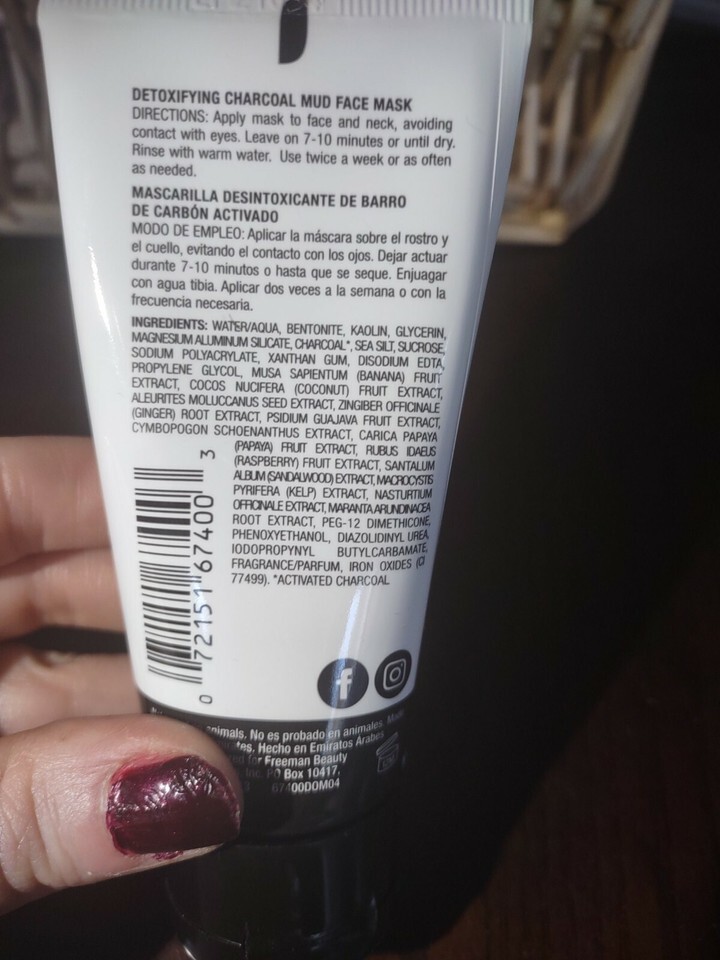 DETOXIFYING CHARCOAL MUD FACE MASK
DIRECTIONS: Apply mask to face and neck, avoiding
contact with eyes. Leave on 7-10 minutes or until dry.
Rinse with warm water. Use twice a week or as often
as needed.
MASCARILLA DESINTOXICANTE DE BARRO
DE CARBÓN ACTIVADO
MODO DE EMPLEO: Aplicar la máscara sobre el rostro y
el cuello, evitando el contacto con los ojos. Dejar actuar
durante 7-10 minutos o hasta que se seque. Enjuagar
con agua tibia. Aplicar dos veces a la semana o con la
frecuencia necesaria.
INGREDIENTS: WATER/AQUA, BENTONITE, KAOLIN, GLYCERIN,
MAGNESIUM ALUMINUM SILICATE, CHARCOAL*, SEA SILT, SUCROSE,
SODIUM POLYACRYLATE, XANTHAN GUM, DISODIUM EDTA,
PROPYLENE GLYCOL, MUSA SAPIENTUM (BANANA) FRUIT
EXTRACT, COCOS NUCIFERA (COCONUT) FRUIT EXTRACT,
ALEURITES MOLUCCANUS SEED EXTRACT, ZINGIBER OFFICINALE
(GINGER) ROOT EXTRACT, PSIDIUM GUAJAVA FRUIT EXTRACT,
CYMBOPOGON SCHOENANTHUS EXTRACT, CARICA PAPAYA
(PAPAYA) FRUIT EXTRACT, RUBUS IDAEUS
(RASPBERRY) FRUIT EXTRACT, SANTALUM
ALBUM (SANDALWOOD) EXTRACT, MACROCYSTIS
PYRIFERA (KELP) EXTRACT, NASTURTIUM
OFFICINALE EXTRACT, MARANTA ARUNDINACEA
ROOT EXTRACT, PEG-12 DIMETHICONE,
PHENOXYETHANOL, DIAZOLIDINYL UREA,
IODOPROPYNYL BUTYLCARBAMATE,
FRAGRANCE/PARFUM, IRON OXIDES (CI
77499). *ACTIVATED CHARCOAL
0 72151 67400 3
animals. No es probado en animales. Made
Hecho en Emiratos Árabes
for Freeman Beauty
Inc. PO Box 10417,
67400DOM04